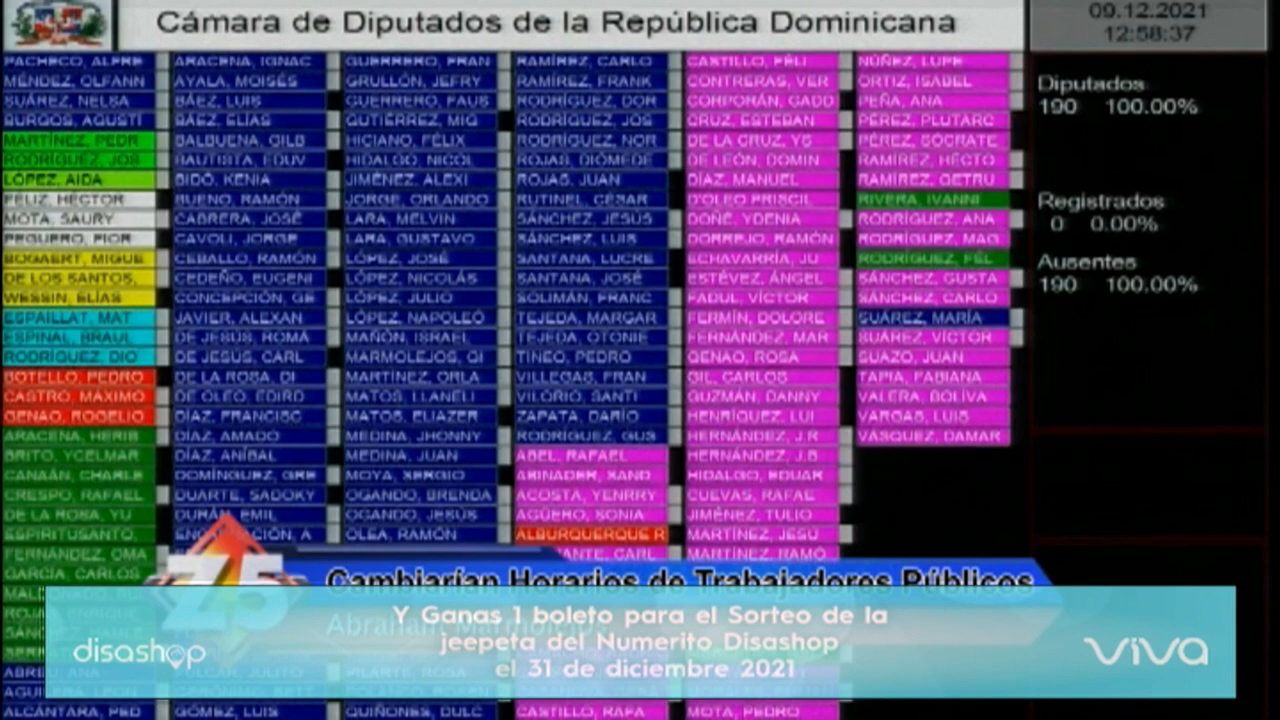 Cámara de Diputados de la República Dominicana
09.12.2021
12:58:37
Diputados
190 100.00%
Registrados
0 0.00%
Ausentes
190 100.00%
PACHECO, ALFRE
MÉNDEZ, OLFANN
SUÁREZ, NELSA
BURGOS, AGUSTÍ
MARTÍNEZ, PEDR
RODRÍGUEZ, JOS
LÓPEZ, AIDA
FÉLIZ, HÉCTOR
MOTA, SAURY
PEGUERO, FIOR
BOGAERT, MIGUE
DE LOS SANTOS,
WESSIN, ELÍAS
ESPAILLAT, MAT
ESPINAL, BRAUL
RODRÍGUEZ, DIO
BOTELLO, PEDRO
CASTRO, MÁXIMO
GENAO, ROGELIO
ARACENA, HERIB
BRITO, YCELMAR
CANAÁN, CHARLE
CRESPO, RAFAEL
DE LA ROSA, YU
ESPIRITUSANTO,
FERNÁNDEZ, OMA
GARCÍA, CARLOS
ALCÁNTARA, PED
ARACENA, IGNAC
AYALA, MOISÉS
BÁEZ, LUIS
BÁEZ, ELÍAS
BALBUENA, GILB
BAUTISTA, EDUV
BIDÓ, KENIA
BUENO, RAMÓN
CABRERA, JOSÉ
CAVOLI, JORGE
CEBALLO, RAMÓN
CEDEÑO, EUGENI
CONCEPCIÓN, GE
JAVIER, ALEXAN
DE JESÚS, ROMÁ
DE JESÚS, CARL
DE LA ROSA, DI
DE OLEO, EDIRD
DÍAZ, FRANCISC
DÍAZ, AMADO
DÍAZ, ANÍBAL
DOMÍNGUEZ, GRE
DUARTE, SADOKY
DURÁN, EMIL
GÓMEZ, LUIS
GUERRERO, FRAN
GRULLÓN, JEFRY
GUERRERO, FAUS
GUTIÉRREZ, MIG
HICIANO, FÉLIX
HIDALGO, NICOL
JIMÉNEZ, ALEXI
JORGE, ORLANDO
LARA, MELVIN
LARA, GUSTAVO
LÓPEZ, JOSÉ
LÓPEZ, NICOLÁS
LÓPEZ, JULIO
LÓPEZ, NAPOLEÓ
MAÑÓN, ISRAEL
MARMOLEJOS, GI
MARTÍNEZ, ORLA
MATOS, LLANELI
MATOS, ELIAZER
MEDINA, JHONNY
MEDINA, JUAN
MOYA, SERGIO
OGANDO, BRENDA
OGANDO, JESÚS
OLEA, RAMÓN
QUIÑONES, DULC
RAMÍREZ, CARLO
RAMÍREZ, FRANK
RODRÍGUEZ, DOR
RODRÍGUEZ, JOS
RODRÍGUEZ, NOR
ROJAS, DIÓMEDE
ROJAS, JUAN
RUTINEL, CÉSAR
SÁNCHEZ, JESÚS
SÁNCHEZ, LUIS
SANTANA, LUCRE
SANTANA, JOSÉ
SOLIMÁN, FRANC
TEJEDA, MARGAR
TEJEDA, OTONIE
TINEO, PEDRO
VILLEGAS, FRAN
VILORIO, SANTI
ZAPATA, DARÍO
RODRÍGUEZ, GUS
ABEL, RAFAEL
ABINADER, SAND
ACOSTA, YENRRY
AGÜERO, SONIA
ALBURQUERQUE R
CASTILLO, RAFA
CASTILLO, FÉLI
CONTRERAS, VER
CORPORÁN, GADD
CRUZ, ESTEBAN
DE LA CRUZ, YS
DE LEÓN, DOMIN
DÍAZ, MANUEL
D'OLEO PRISCIL
DOÑÉ, YDENIA
DORREJO, RAMÓN
ECHAVARRÍA, JU
ESTÉVEZ, ÁNGEL
FADUL, VÍCTOR
FERMÍN, DOLORE
FERNÁNDEZ, MAR
GENAO, ROSA
GIL, CARLOS
GUZMÁN, DANNY
HENRÍQUEZ, LUI
HERNÁNDEZ, J.R
HERNÁNDEZ, J.B
HIDALGO, EDUAR
CUEVAS, RAFAE
JIMÉNEZ, TULIO
MARTÍNEZ, JESÚ
MARTÍNEZ, RAMÓ
MOTA, PEDRO
NÚÑEZ, LUPE
ORTIZ, ISABEL
PEÑA, ANA
PÉREZ, PLUTARC
PÉREZ, SÓCRATE
RAMÍREZ, HÉCTO
RAMÍREZ, GETRU
RIVERA, IVANNI
RODRÍGUEZ, ANA
RODRÍGUEZ, MAG
RODRÍGUEZ, FÉL
SÁNCHEZ, GUSTA
SÁNCHEZ, CARLO
SUÁREZ, MARÍA
SUÁREZ, VÍCTOR
SUAZO, JUAN
TAPIA, FABIANA
VALERA, BOLÍVA
VARGAS, LUIS
VÁSQUEZ, DAMAR
Z5
Cambiarían Horarios de Trabajadores Públicos
Y Ganas 1 boleto para el Sorteo de la
jeepeta del Numerito Disashop
el 31 de diciembre 2021
disashop
VIVA